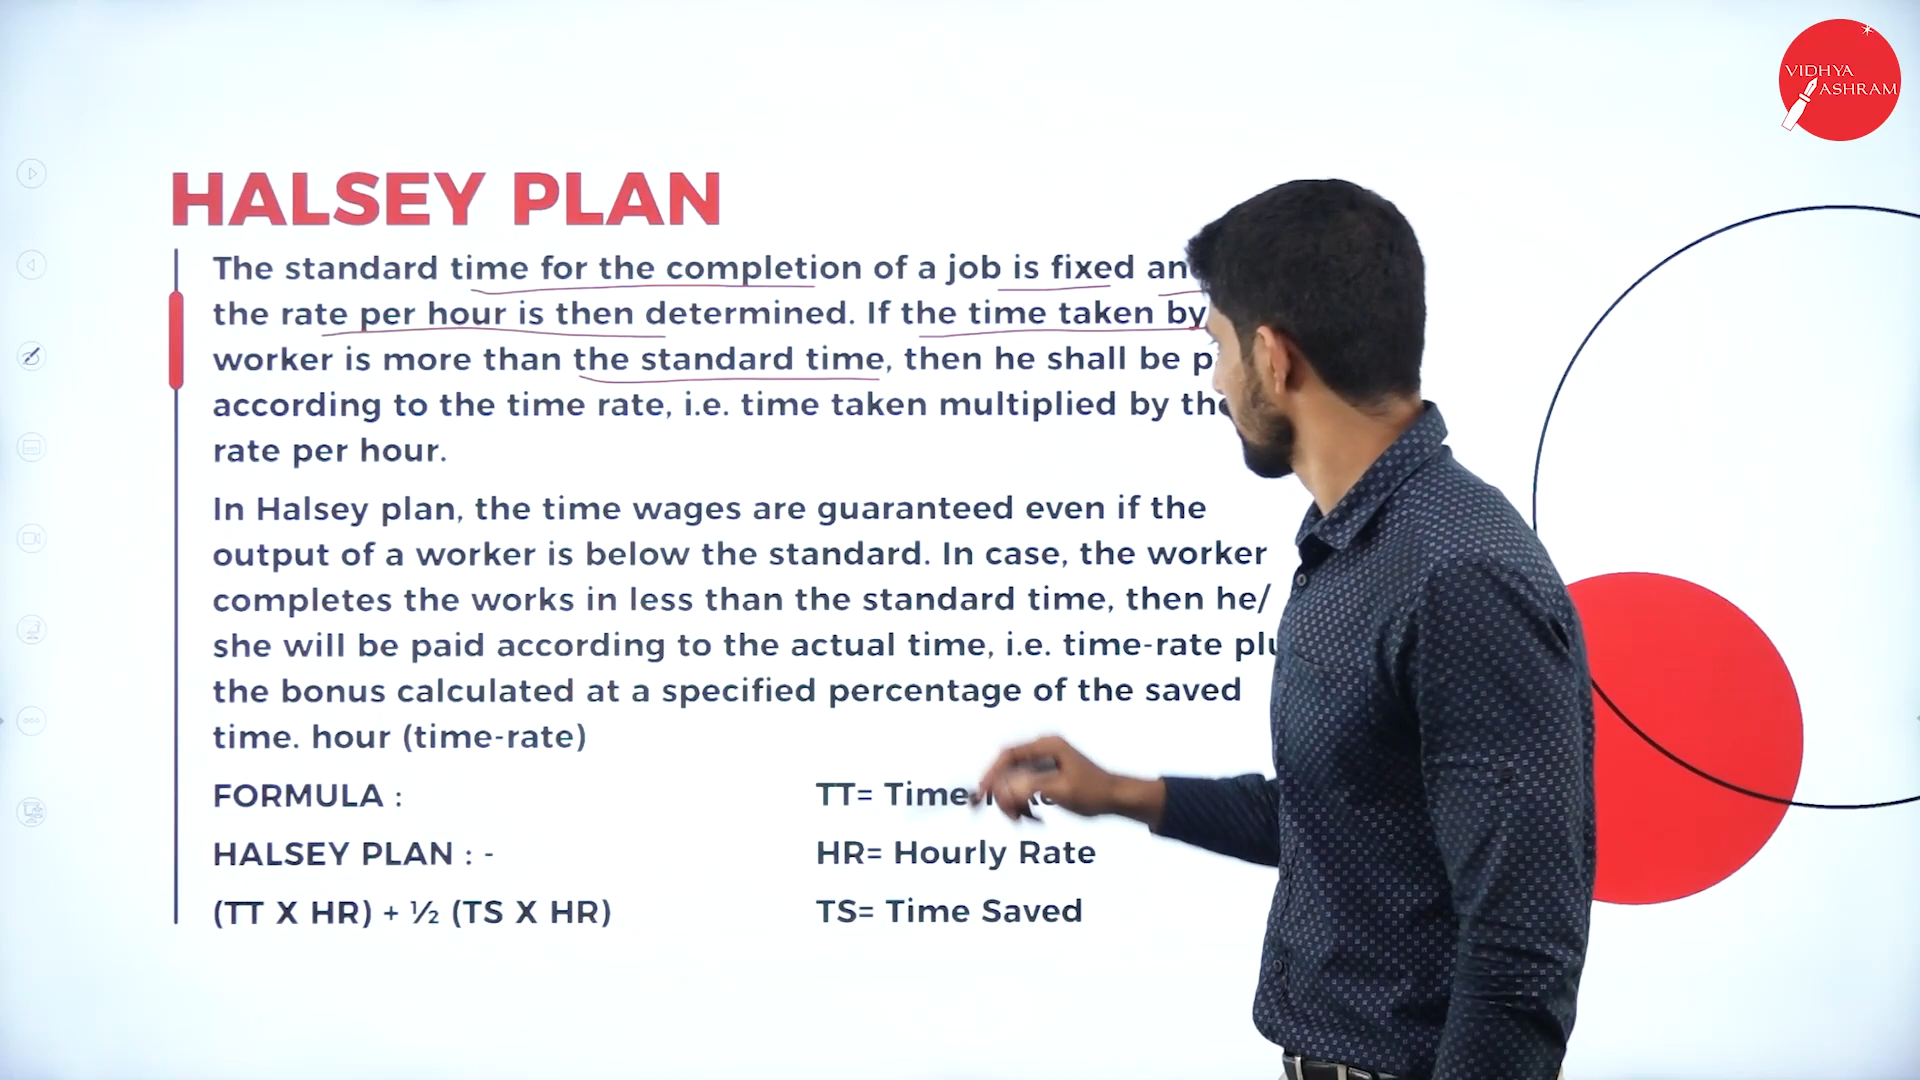 VIDHYA
ASHRAM
HALSEY PLAN
The standard time for the completion of a job is fixed
the rate per hour is then determined. If the time taken by
worker is more than the standard time, then he shall be
according to the time rate, i.e. time taken multiplied by
rate per hour.
In Halsey plan, the time wages are guaranteed even if the
output of a worker is below the standard. In case, the worker
completes the works in less than the standard time, then he/
she will be paid according to the actual time, i.e. time-rate
the bonus calculated at a specified percentage of the saved
time. hour (time-rate)
FORMULA :
TT= Time
HALSEY PLAN : -
HR= Hourly Rate
(TT X HR) + ½ (TS X HR)
TS= Time Saved